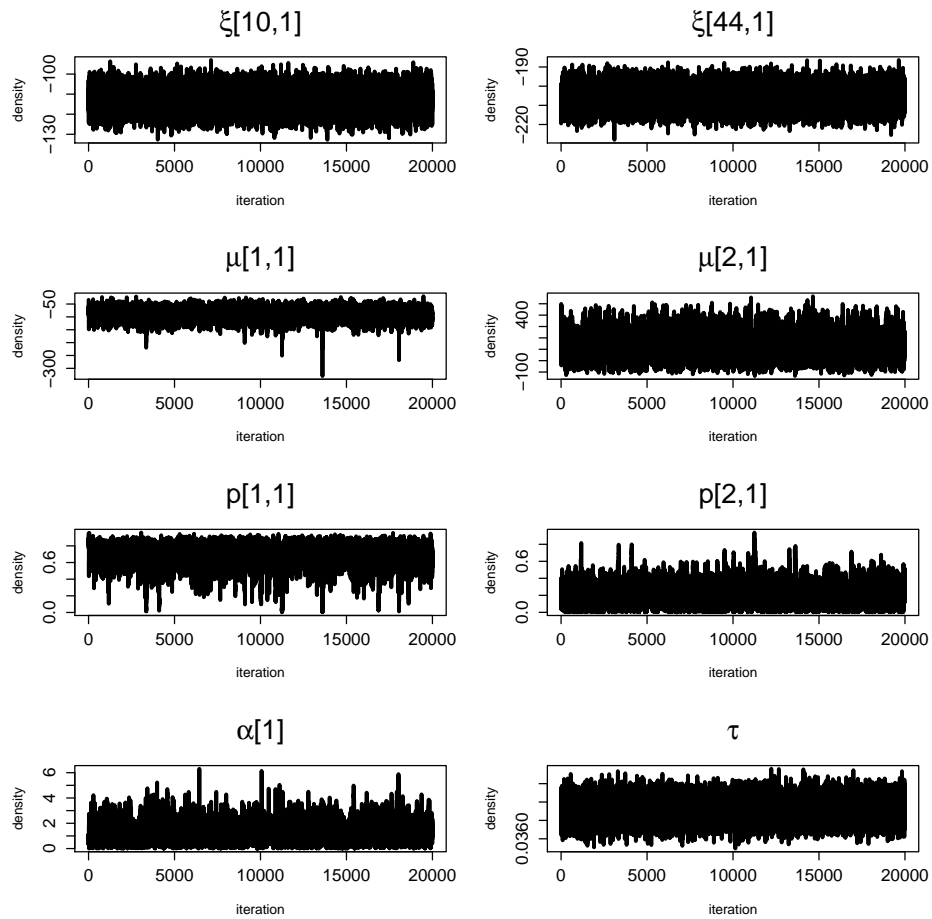 ξ[10,1]
density
-100
-130
0 5000 10000 15000 20000
iteration
ξ[44,1]
density
-190
-220
0 5000 10000 15000 20000
iteration
μ[1,1]
density
-50
-300
0 5000 10000 15000 20000
iteration
μ[2,1]
density
400
-100
0 5000 10000 15000 20000
iteration
p[1,1]
density
0.6
0.0
0 5000 10000 15000 20000
iteration
p[2,1]
density
0.6
0.0
0 5000 10000 15000 20000
iteration
α[1]
density
6
4
2
0
0 5000 10000 15000 20000
iteration
τ
density
0.0360
0 5000 10000 15000 20000
iteration